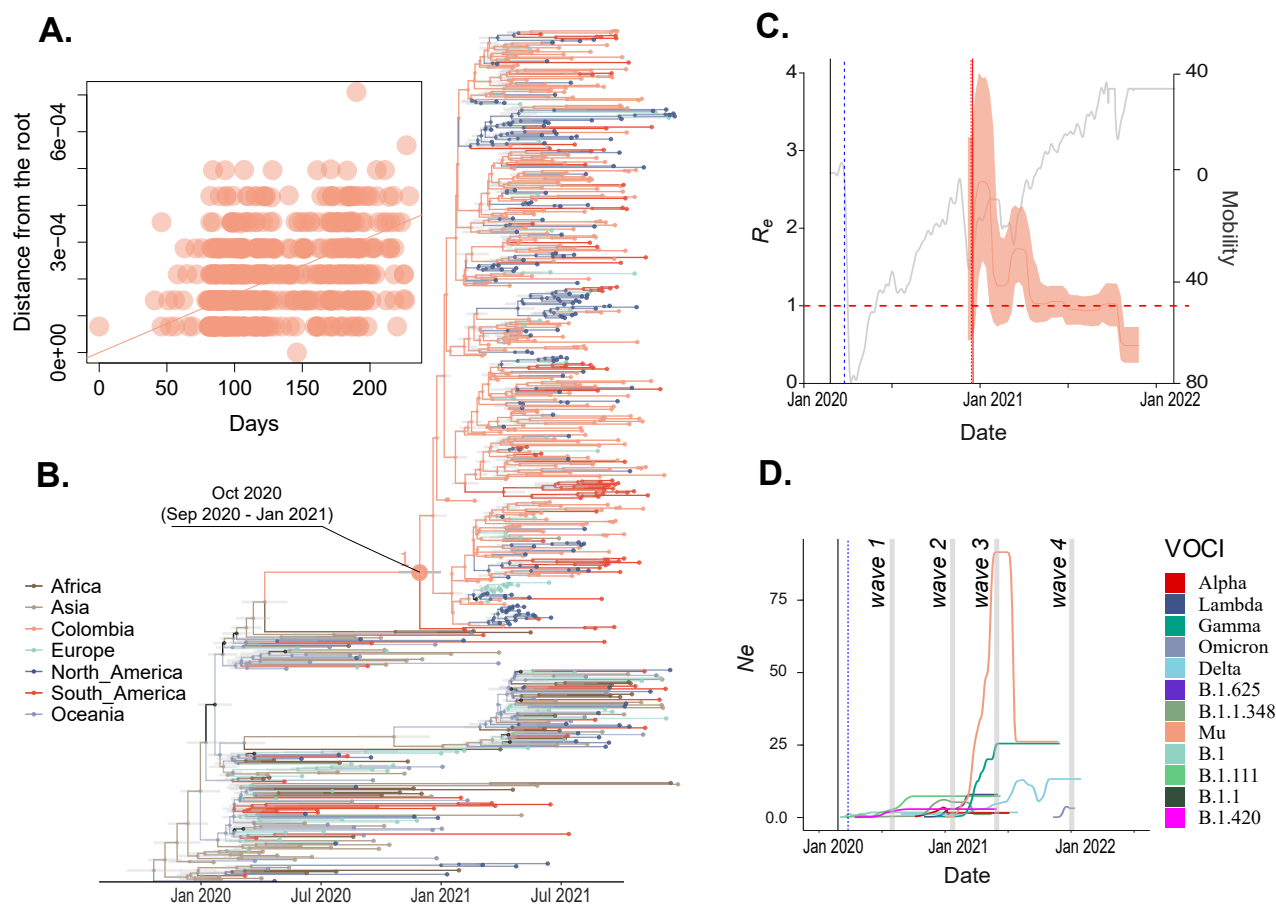 A.
Distance from the root
0e+00
3e−04
6e−04
0
50
100
150
200
Days
B.
Oct 2020
(Sep 2020 - Jan 2021)
Africa
Asia
Colombia
Europe
North_America
South_America
Oceania
Jan 2020
Jul 2020
Jan 2021
Jul 2021
C.
Re
4
3
2
1
0
40
0
40
80
Mobility
Jan 2020
Jan 2021
Jan 2022
Date
D.
Ne
75
50
25
0.0
wave 1
wave 2
wave 3
wave 4
Jan 2020
Jan 2021
Jan 2022
Date
VOCI
Alpha
Lambda
Gamma
Omicron
Delta
B.1.625
B.1.1.348
Mu
B.1
B.1.111
B.1.1
B.1.420